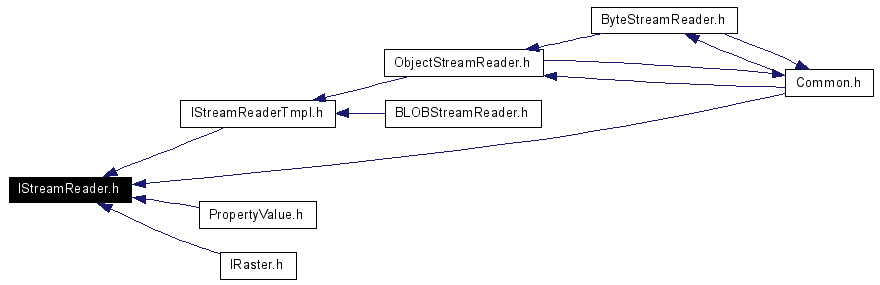 ByteStreamReader.h
ObjectStreamReader.h
Common.h
IStreamReaderTmpl.h
BLOBStreamReader.h
IStreamReader.h
PropertyValue.h
IRaster.h